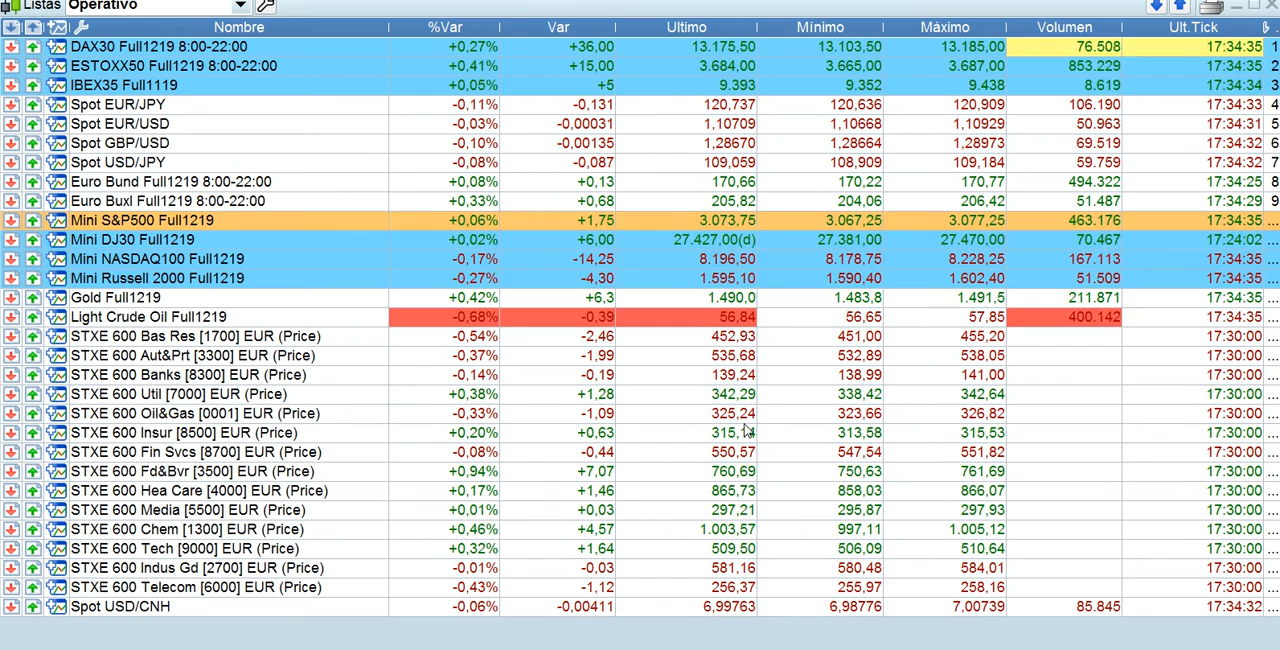 Listas Operativo
Nombre %Var Var Ultimo Mínimo Máximo Volumen Ult.Tick
DAX30 Full1219 8:00-22:00 +0,27% +36,00 13.175,50 13.103,50 13.185,00 76.508 17:34:35 1
ESTOXX50 Full1219 8:00-22:00 +0,41% +15,00 3.684,00 3.665,00 3.687,00 853.229 17:34:35 2
IBEX35 Full1119 +0,05% +5 9.393 9.352 9.438 8.619 17:34:34 3
Spot EUR/JPY -0,11% -0,131 120,737 120,636 120,909 106.190 17:34:33 4
Spot EUR/USD -0,03% -0,00031 1,10709 1,10668 1,10929 50.963 17:34:31 5
Spot GBP/USD -0,10% -0,00135 1,28670 1,28664 1,28973 69.519 17:34:32 6
Spot USD/JPY -0,08% -0,087 109,059 108,909 109,184 59.759 17:34:32 7
Euro Bund Full1219 8:00-22:00 +0,08% +0,13 170,66 170,22 170,77 494.322 17:34:25 8
Euro Buxl Full1219 8:00-22:00 +0,33% +0,68 205,82 204,06 206,42 51.487 17:34:29 9
Mini S&P500 Full1219 +0,06% +1,75 3.073,75 3.067,25 3.077,25 463.176 17:34:35 ...
Mini DJ30 Full1219 +0,02% +6,00 27.427,00(d) 27.381,00 27.470,00 70.467 17:24:02 ...
Mini NASDAQ100 Full1219 -0,17% -14,25 8.196,50 8.178,75 8.228,25 167.113 17:34:35 ...
Mini Russell 2000 Full1219 -0,27% -4,30 1.595,10 1.590,40 1.602,40 51.509 17:34:35 ...
Gold Full1219 +0,42% +6,3 1.490,0 1.483,8 1.491,5 211.871 17:34:35 ...
Light Crude Oil Full1219 -0,68% -0,39 56,84 56,65 57,85 400.142 17:34:35 ...
STXE 600 Bas Res [1700] EUR (Price) -0,54% -2,46 452,93 451,00 455,20 17:30:00 ...
STXE 600 Aut&Prt [3300] EUR (Price) -0,37% -1,99 535,68 532,89 538,05 17:30:00 ...
STXE 600 Banks [8300] EUR (Price) -0,14% -0,19 139,24 138,99 141,00 17:30:00 ...
STXE 600 Util [7000] EUR (Price) +0,38% +1,28 342,29 338,42 342,64 17:30:00 ...
STXE 600 Oil&Gas [0001] EUR (Price) -0,33% -1,09 325,24 323,66 326,82 17:30:00 ...
STXE 600 Insur [8500] EUR (Price) +0,20% +0,63 313,58 315,53 17:30:00 ...
STXE 600 Fin Svcs [8700] EUR (Price) -0,08% -0,44 550,57 547,54 551,82 17:30:00 ...
STXE 600 Fd&Bvr [3500] EUR (Price) +0,94% +7,07 760,69 750,63 761,69 17:30:00 ...
STXE 600 Hea Care [4000] EUR (Price) +0,17% +1,46 865,73 858,03 866,07 17:30:00 ...
STXE 600 Media [5500] EUR (Price) +0,01% +0,03 297,21 295,87 297,93 17:30:00 ...
STXE 600 Chem [1300] EUR (Price) +0,46% +4,57 1.003,57 997,11 1.005,12 17:30:00 ...
STXE 600 Tech [9000] EUR (Price) +0,32% +1,64 509,50 506,09 510,64 17:30:00 ...
STXE 600 Indus Gd [2700] EUR (Price) -0,01% -0,03 581,16 580,48 584,01 17:30:00 ...
STXE 600 Telecom [6000] EUR (Price) -0,43% -1,12 256,37 255,97 258,16 17:30:00 ...
Spot USD/CNH -0,06% -0,00411 6,99763 6,98776 7,00739 85.845 17:34:32 ...